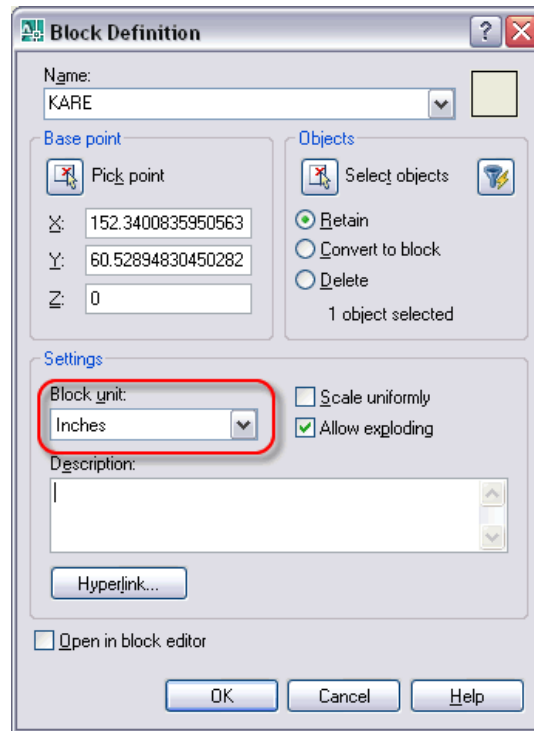 Block Definition
Name:
KARE
Base point
Pick point
X: 152.3400835950563
Y: 60.52894830450282
Z: 0
Objects
Select objects
Retain
Convert to block
Delete
1 object selected
Settings
Block unit:
Inches
Scale uniformly
Allow exploding
Description:
Hyperlink...
Open in block editor
OK Cancel Help